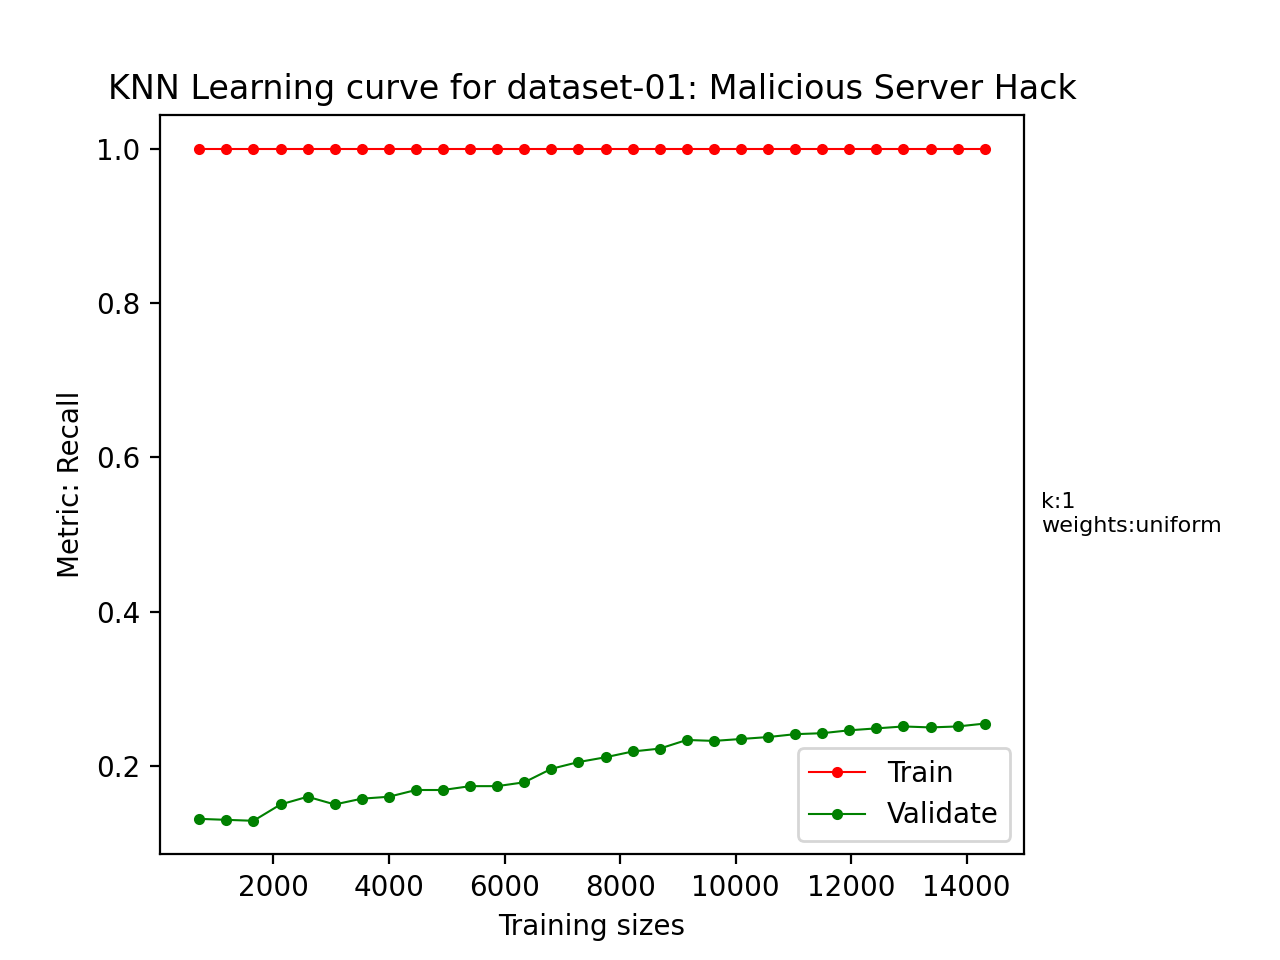 KNN Learning curve for dataset-01: Malicious Server Hack
1.0
0.8
0.6
0.4
0.2
Metric: Recall
k:1
weights:uniform
Train
Validate
2000 4000 6000 8000 10000 12000 14000
Training sizes